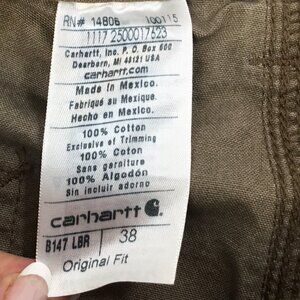 RN# 14806 100115
1117 2500017623
Carhartt, Inc. P.O. Box 600
Dearborn, MI 48121 USA
carhartt.com
Made in Mexico.
Fabriqué au Mexique.
Hecho en Mexico.
100% Cotton
Exclusive of Trimming
100% Coton
Sans garniture
100% Algodón
Sin incluir adorno
carhartt
B147 LBR 38
Original Fit